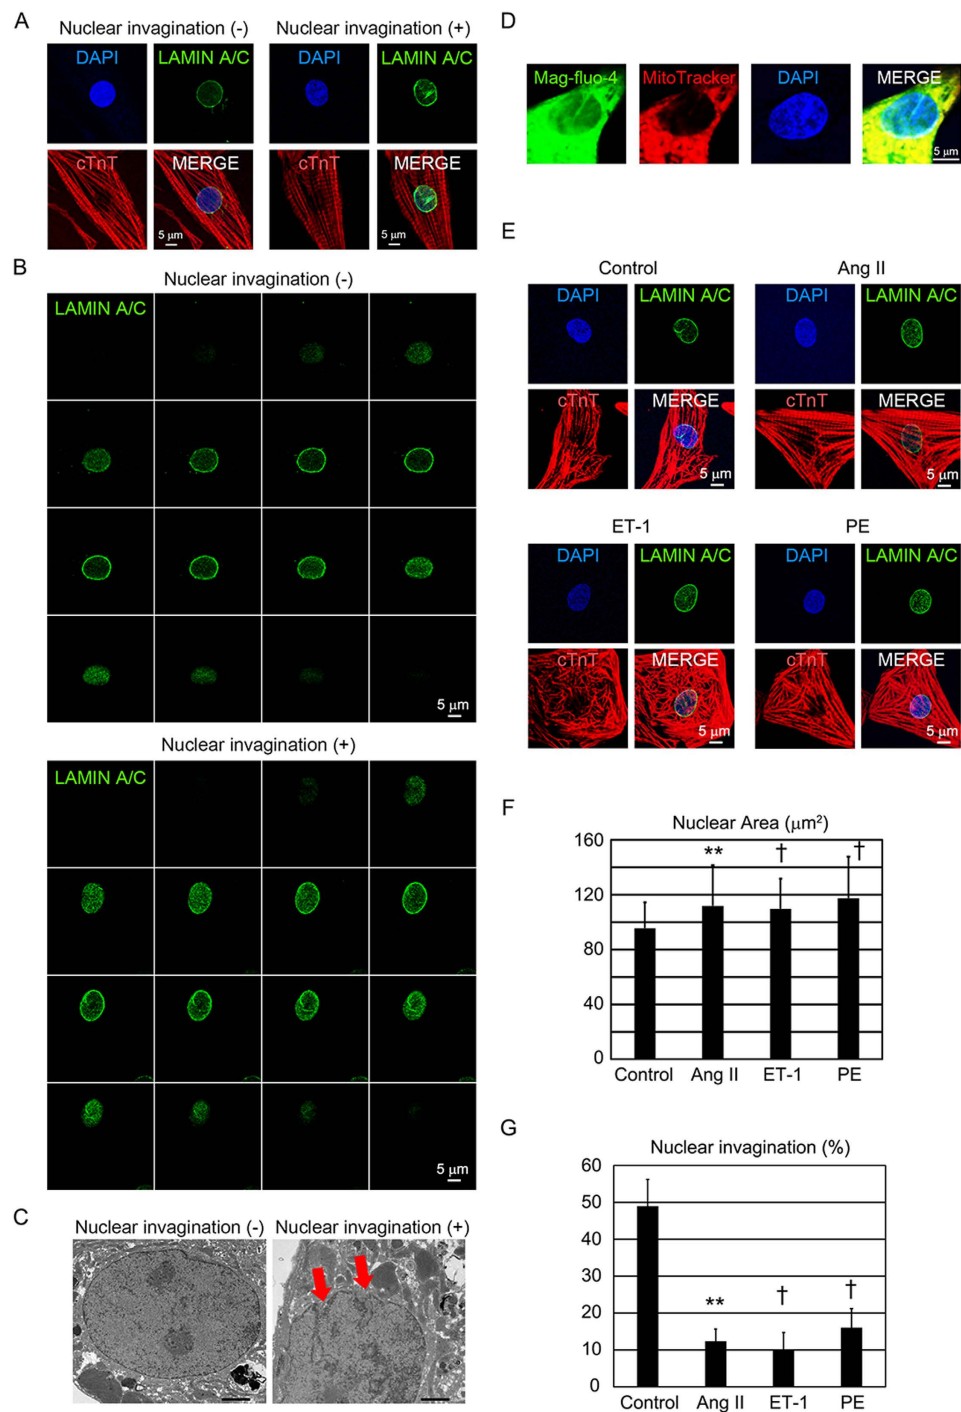 A
Nuclear invagination (-)
Nuclear invagination (+)
DAPI
LAMIN A/C
DAPI
LAMIN A/C
cTnT
MERGE
cTnT
MERGE
5 μm
5 μm
B
Nuclear invagination (-)
LAMIN A/C
5 μm
Nuclear invagination (+)
LAMIN A/C
5 μm
C
Nuclear invagination (-)
Nuclear invagination (+)
D
Mag-fluo-4
MitoTracker
DAPI
MERGE
5 μm
E
Control
Ang II
DAPI
LAMIN A/C
DAPI
LAMIN A/C
cTnT
MERGE
cTnT
MERGE
5 μm
5 μm
ET-1
PE
DAPI
LAMIN A/C
DAPI
LAMIN A/C
cTnT
MERGE
cTnT
MERGE
5 μm
5 μm
F
Nuclear Area (μm²)
160
120
80
40
0
**
†
†
Control
Ang II
ET-1
PE
G
Nuclear invagination (%)
60
50
40
30
20
10
0
**
†
†
Control
Ang II
ET-1
PE